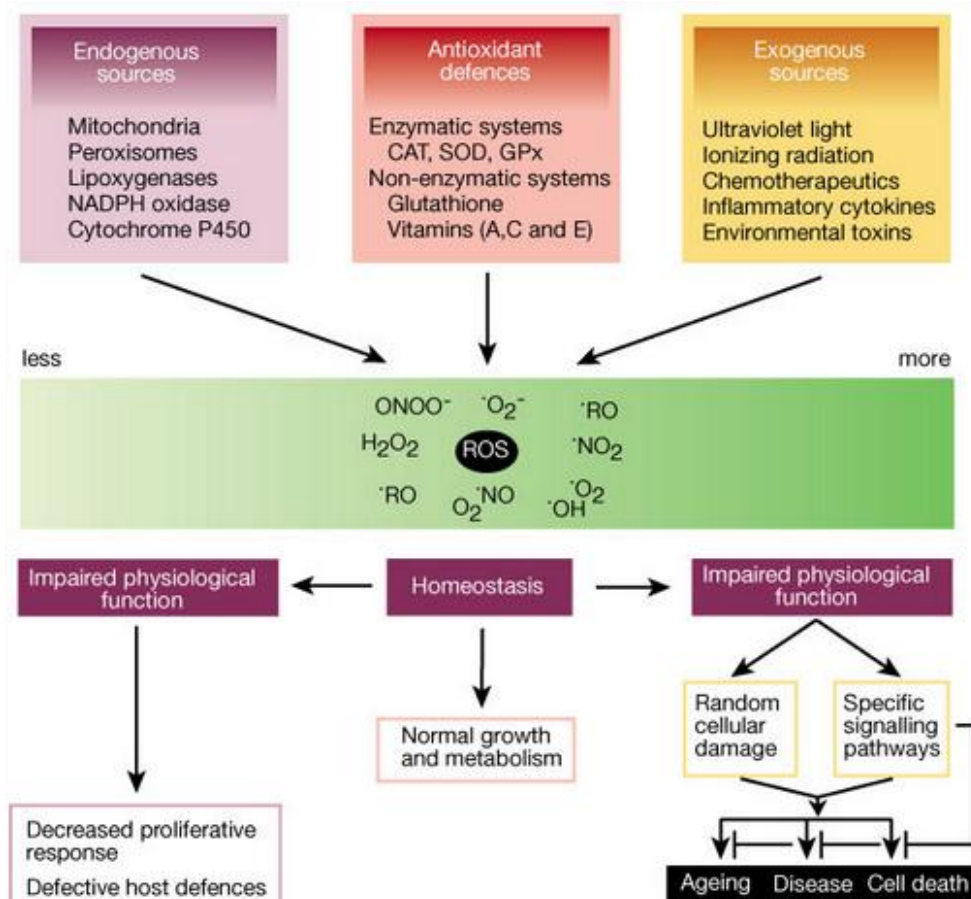 Endogenous
sources
Mitochondria
Peroxisomes
Lipoxygenases
NADPH oxidase
Cytochrome P450
Antioxidant
defences
Enzymatic systems
CAT, SOD, GPx
Non-enzymatic systems
Glutathione
Vitamins (A,C and E)
Exogenous
sources
Ultraviolet light
Ionizing radiation
Chemotherapeutics
Inflammatory cytokines
Environmental toxins
less
more
ONOO⁻
˙O₂⁻
˙RO
H₂O₂
ROS
˙NO₂
˙RO
O₂
˙NO
˙OH
˙O₂
Impaired physiological
function
Homeostasis
Impaired physiological
function
Random
cellular
damage
Specific
signalling
pathways
Normal growth
and metabolism
Decreased proliferative
response
Defective host defences
Ageing
Disease
Cell death